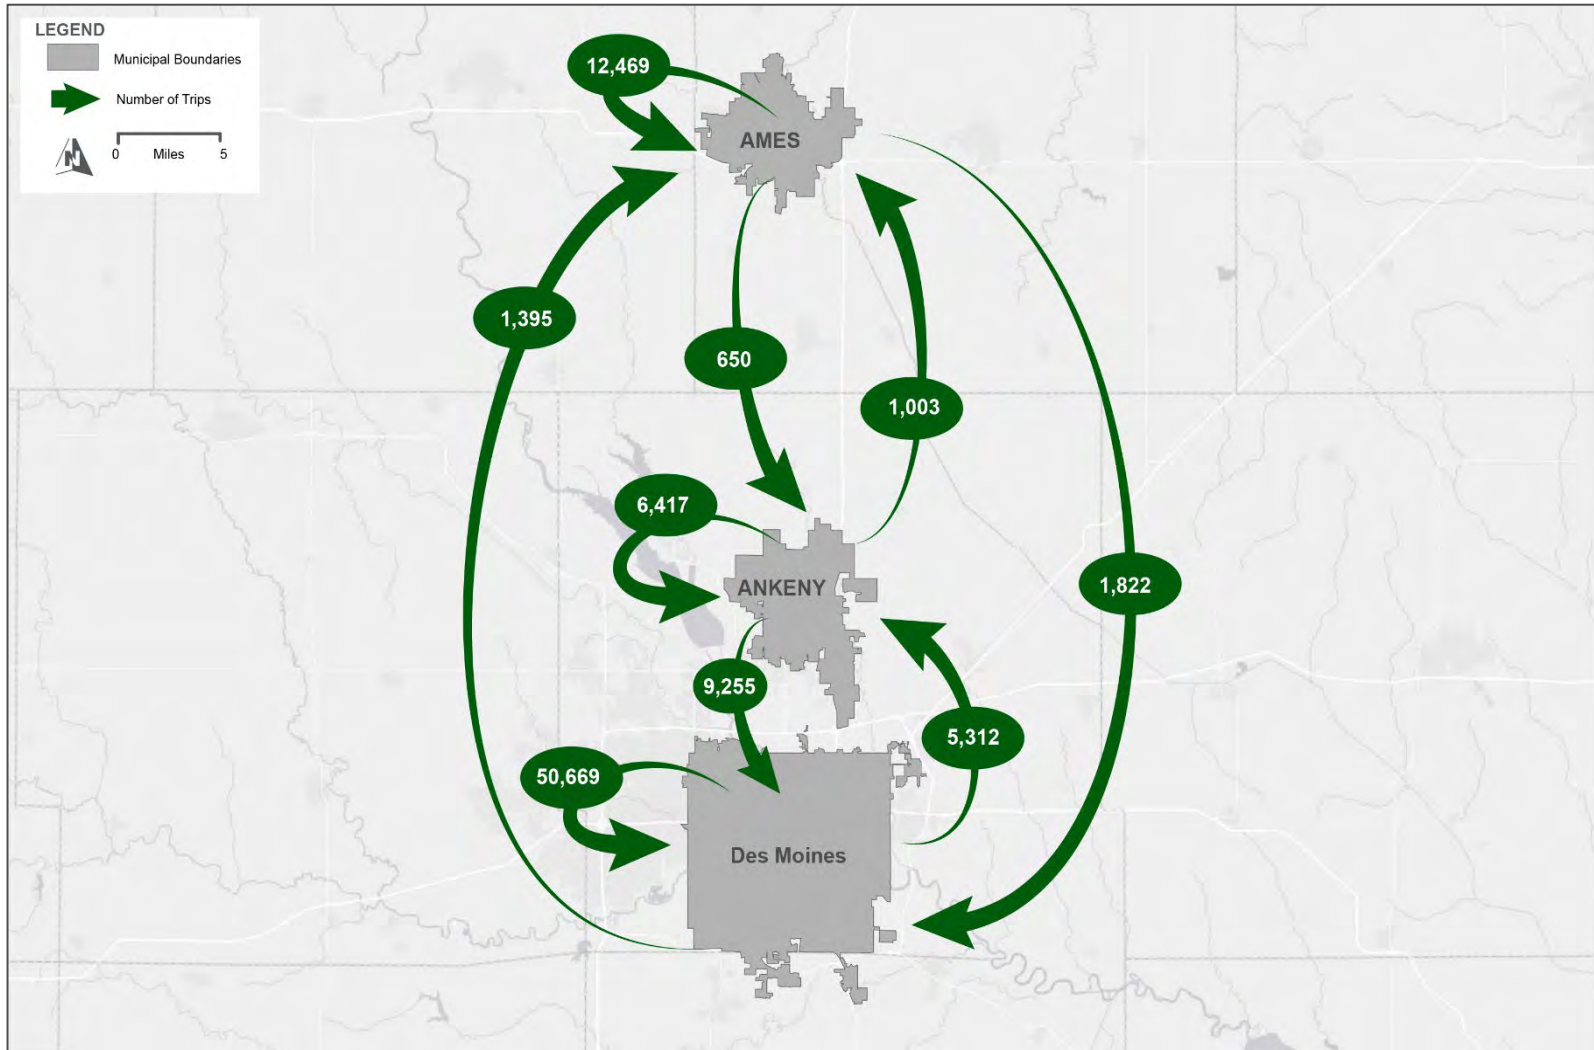 LEGEND
Municipal Boundaries
Number of Trips
N
0 Miles 5
12,469
AMES
1,395
650
1,003
6,417
ANKENY
1,822
9,255
5,312
50,669
Des Moines